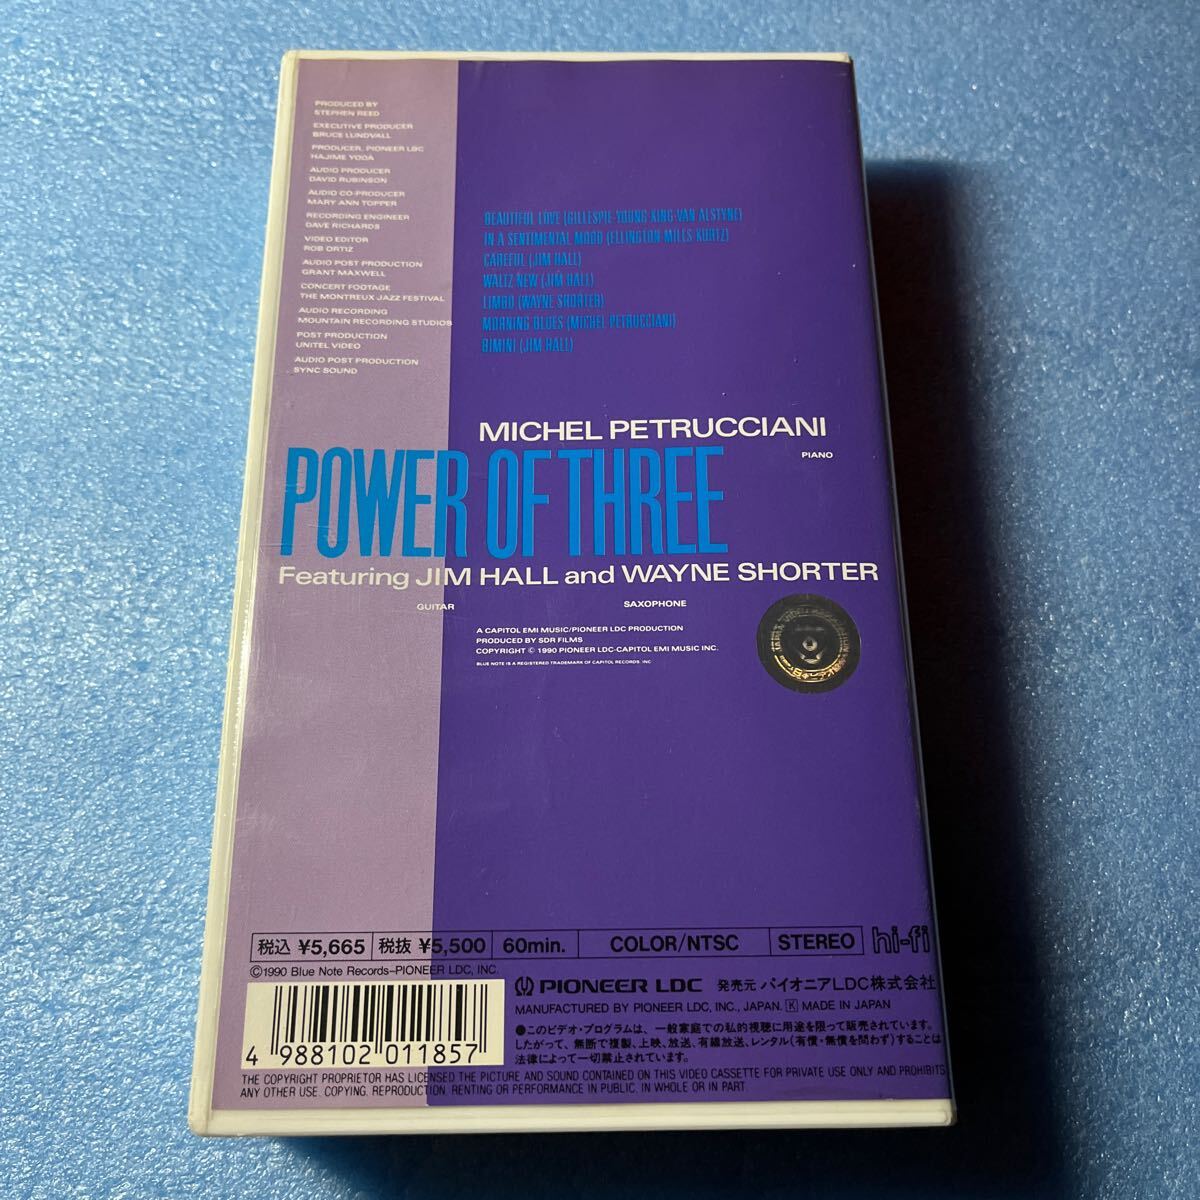 PRODUCED BY
STEPHEN REED
EXECUTIVE PRODUCER
BRUCE LUNDVALL
PRODUCER, PIONEER LDC
HAJIME YODA
AUDIO PRODUCER
DAVID RUBINSON
AUDIO CO-PRODUCER
MARY ANN TOPPER
RECORDING ENGINEER
DAVE RICHARDS
VIDEO EDITOR
ROB ORTIZ
AUDIO POST PRODUCTION
GRANT MAXWELL
CONCERT FOOTAGE
THE MONTREUX JAZZ FESTIVAL
AUDIO RECORDING
MOUNTAIN RECORDING STUDIOS
POST PRODUCTION
UNITEL VIDEO
AUDIO POST PRODUCTION
SYNC SOUND
BEAUTIFUL LOVE (GILLESPIE-YOUNG-KING-VAN ALSTYNE)
IN A SENTIMENTAL MOOD (ELLINGTON-MILLS-KURTZ)
CAREFUL (JIM HALL)
WALTZ NEW (JIM HALL)
LIMBO (WAYNE SHORTER)
MORNING BLUES (MICHEL PETRUCCIANI)
BIMINI (JIM HALL)
MICHEL PETRUCCIANI
PIANO
POWER OF THREE
Featuring JIM HALL and WAYNE SHORTER
GUITAR SAXOPHONE
A CAPITOL EMI MUSIC/PIONEER LDC PRODUCTION
PRODUCED BY SDR FILMS
COPYRIGHT © 1990 PIONEER LDC-CAPITOL EMI MUSIC INC.
BLUE NOTE IS A REGISTERED TRADEMARK OF CAPITOL RECORDS, INC
税込 ¥5,665 税抜 ¥5,500 60min. COLOR/NTSC STEREO hi-fi
©1990 Blue Note Records–PIONEER LDC, INC.
PIONEER LDC 発売元 パイオニアLDC株式会社
MANUFACTURED BY PIONEER LDC, INC., JAPAN. K MADE IN JAPAN
●このビデオ・プログラムは、一般家庭での私的視聴に用途を限って販売されています。
したがって、無断で複製、上映、放送、有線放送、レンタル(有償・無償を問わず)することは
法律によって一切禁止されています。
4 988102 011857
THE COPYRIGHT PROPRIETOR HAS LICENSED THE PICTURE AND SOUND CONTAINED ON THIS VIDEO CASSETTE FOR PRIVATE USE ONLY AND PROHIBITS
ANY OTHER USE. COPYING, REPRODUCTION, RENTING OR PERFORMANCE IN PUBLIC. IN WHOLE OR IN PART.